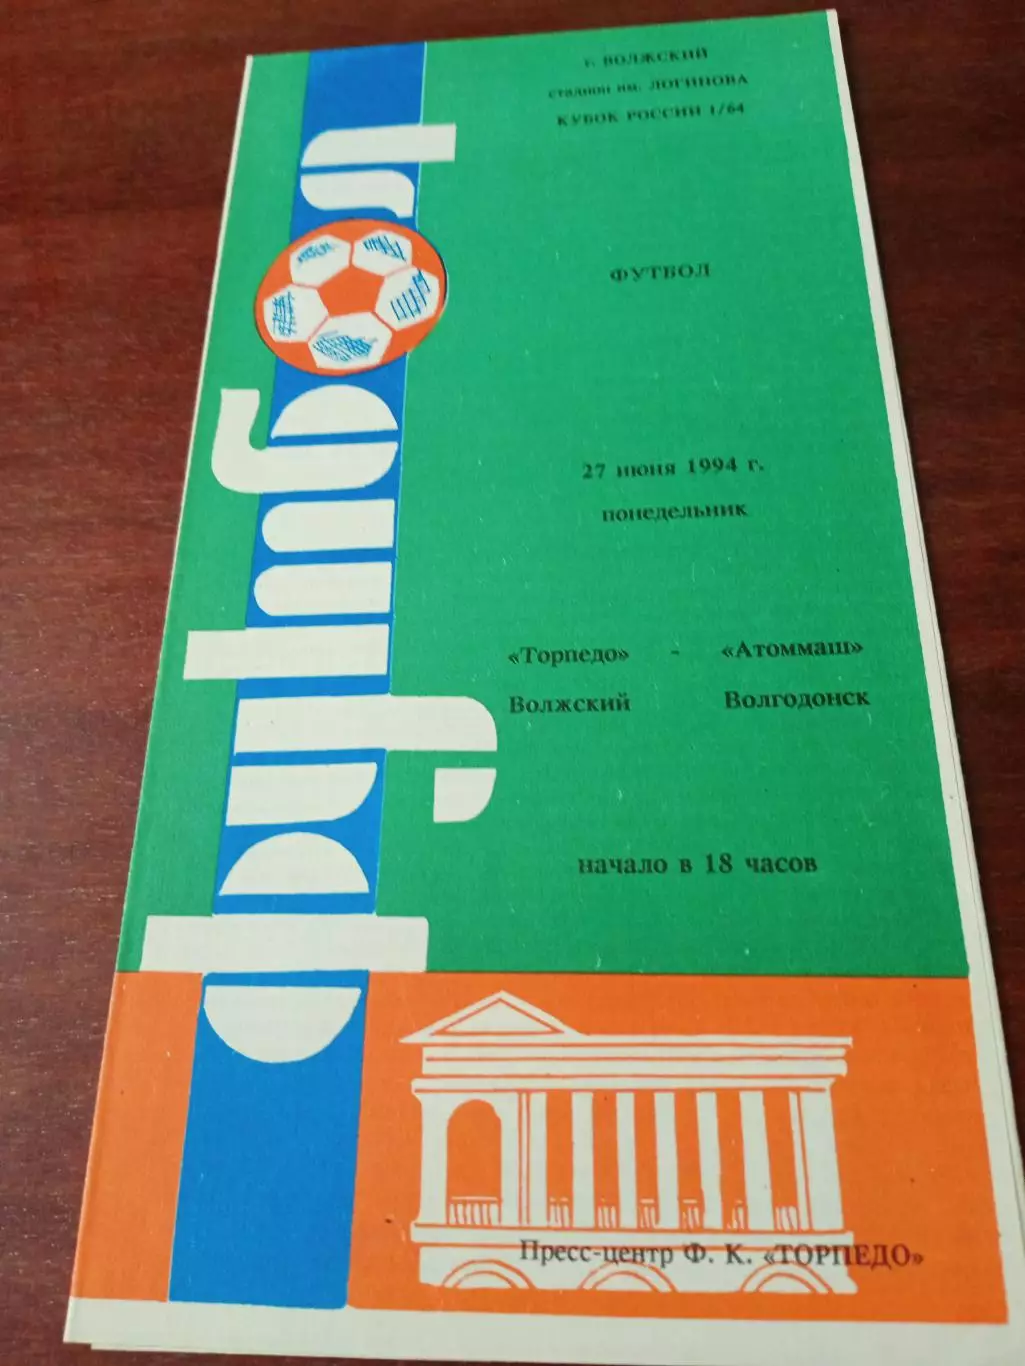 г. ВОЛЖСКИЙ
стадион им. ЛОГИНОВА
КУБОК РОССИИ 1/64
футбол
ФУТБОЛ
27 июня 1994 г.
понедельник
«Торпедо» - «Атоммаш»
Волжский Волгодонск
начало в 18 часов
Пресс-центр Ф. К. «ТОРПЕДО»